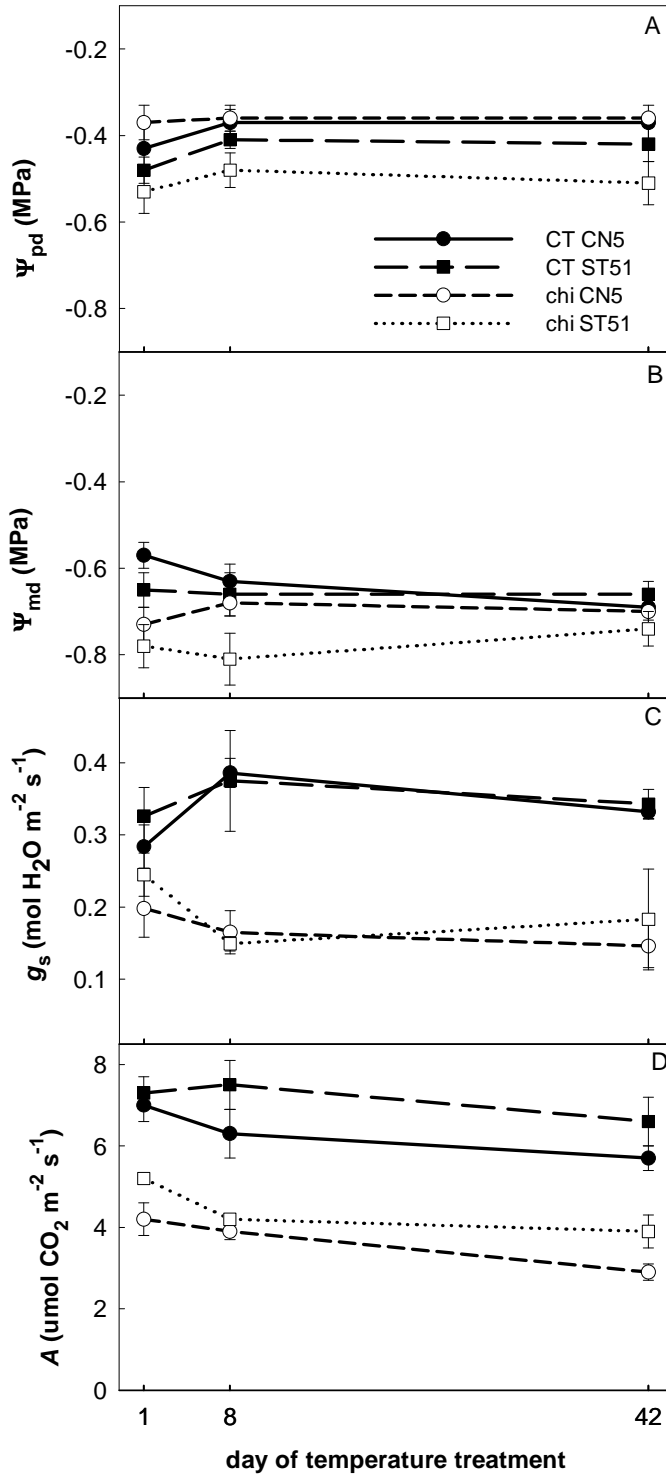 A
-0.2
-0.4
-0.6
-0.8
Ψpd (MPa)
CT CN5
CT ST51
chi CN5
chi ST51
B
-0.2
-0.4
-0.6
-0.8
Ψmd (MPa)
C
0.4
0.3
0.2
0.1
gs (mol H2O m-2 s-1)
D
8
6
4
2
0
A (umol CO2 m-2 s-1)
1
8
42
day of temperature treatment